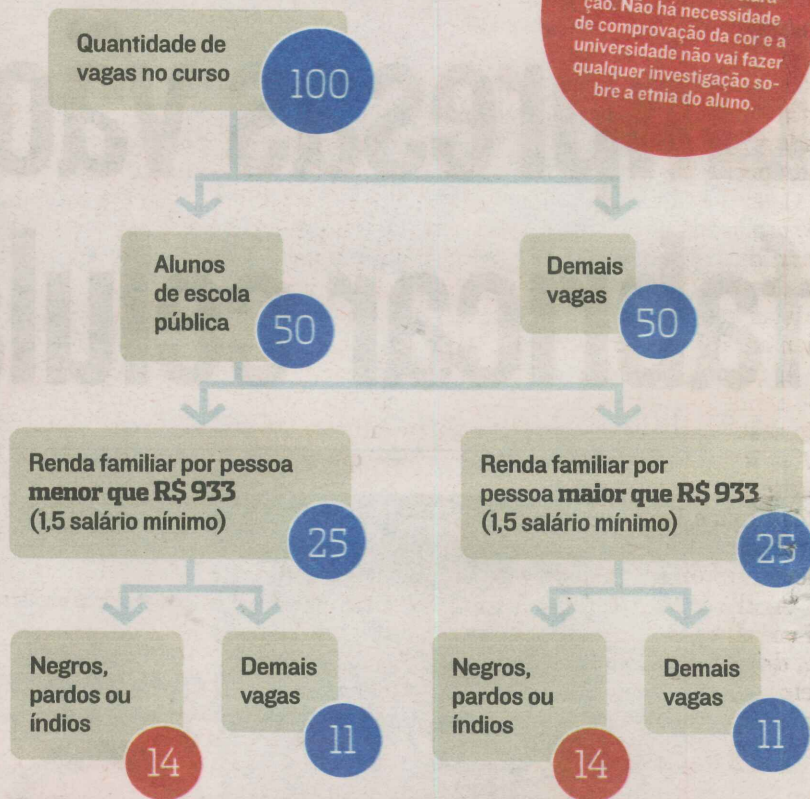 ção. Não há necessidade
de comprovação da cor e a
universidade não vai fazer
qualquer investigação so-
bre a etnia do aluno.
Quantidade de
vagas no curso
100
Alunos
de escola
pública
50
Demais
vagas
50
Renda familiar por pessoa
menor que R$ 933
(1,5 salário mínimo)
25
Renda familiar por
pessoa maior que R$ 933
(1,5 salário mínimo)
25
Negros,
pardos ou
índios
14
Demais
vagas
11
Negros,
pardos ou
índios
14
Demais
vagas
11